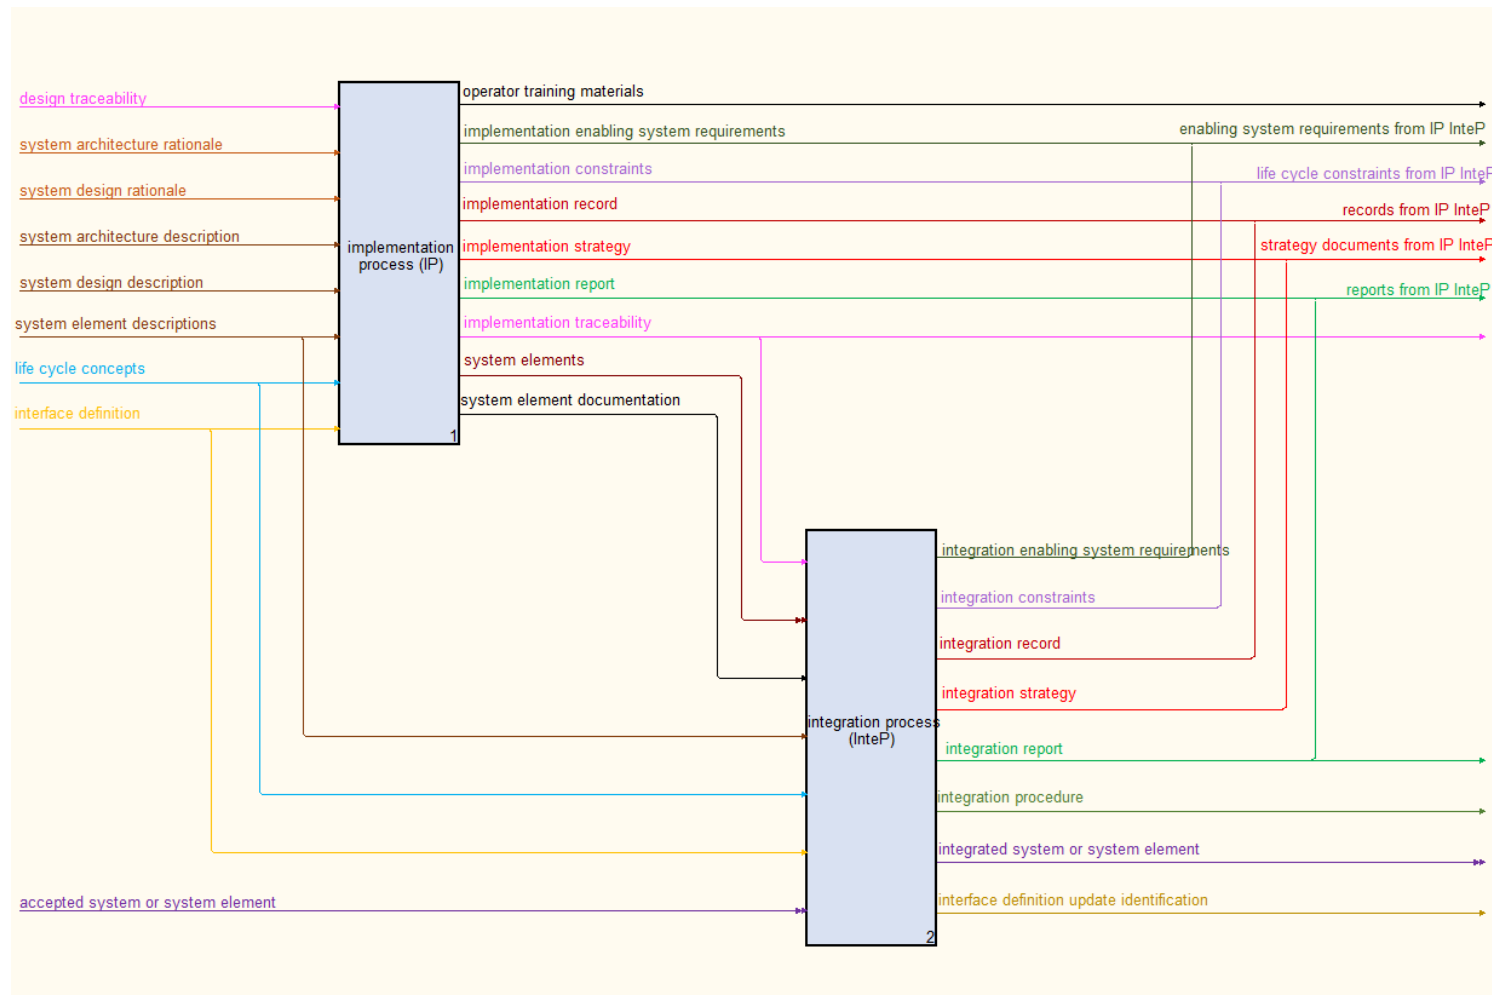 design traceability
system architecture rationale
system design rationale
system architecture description
system design description
system element descriptions
life cycle concepts
interface definition
implementation
process (IP)
1
operator training materials
implementation enabling system requirements
enabling system requirements from IP InteP
implementation constraints
life cycle constraints from IP InteP
implementation record
records from IP InteP
implementation strategy
strategy documents from IP InteP
implementation report
reports from IP InteP
implementation traceability
system elements
system element documentation
accepted system or system element
integration process
(InteP)
2
integration enabling system requirements
integration constraints
integration record
integration strategy
integration report
integration procedure
integrated system or system element
interface definition update identification